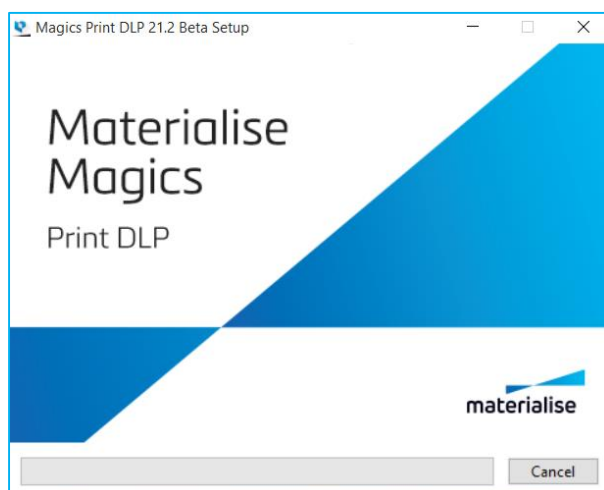 Magics Print DLP 21.2 Beta Setup
Materialise
Magics
Print DLP
materialise
Cancel